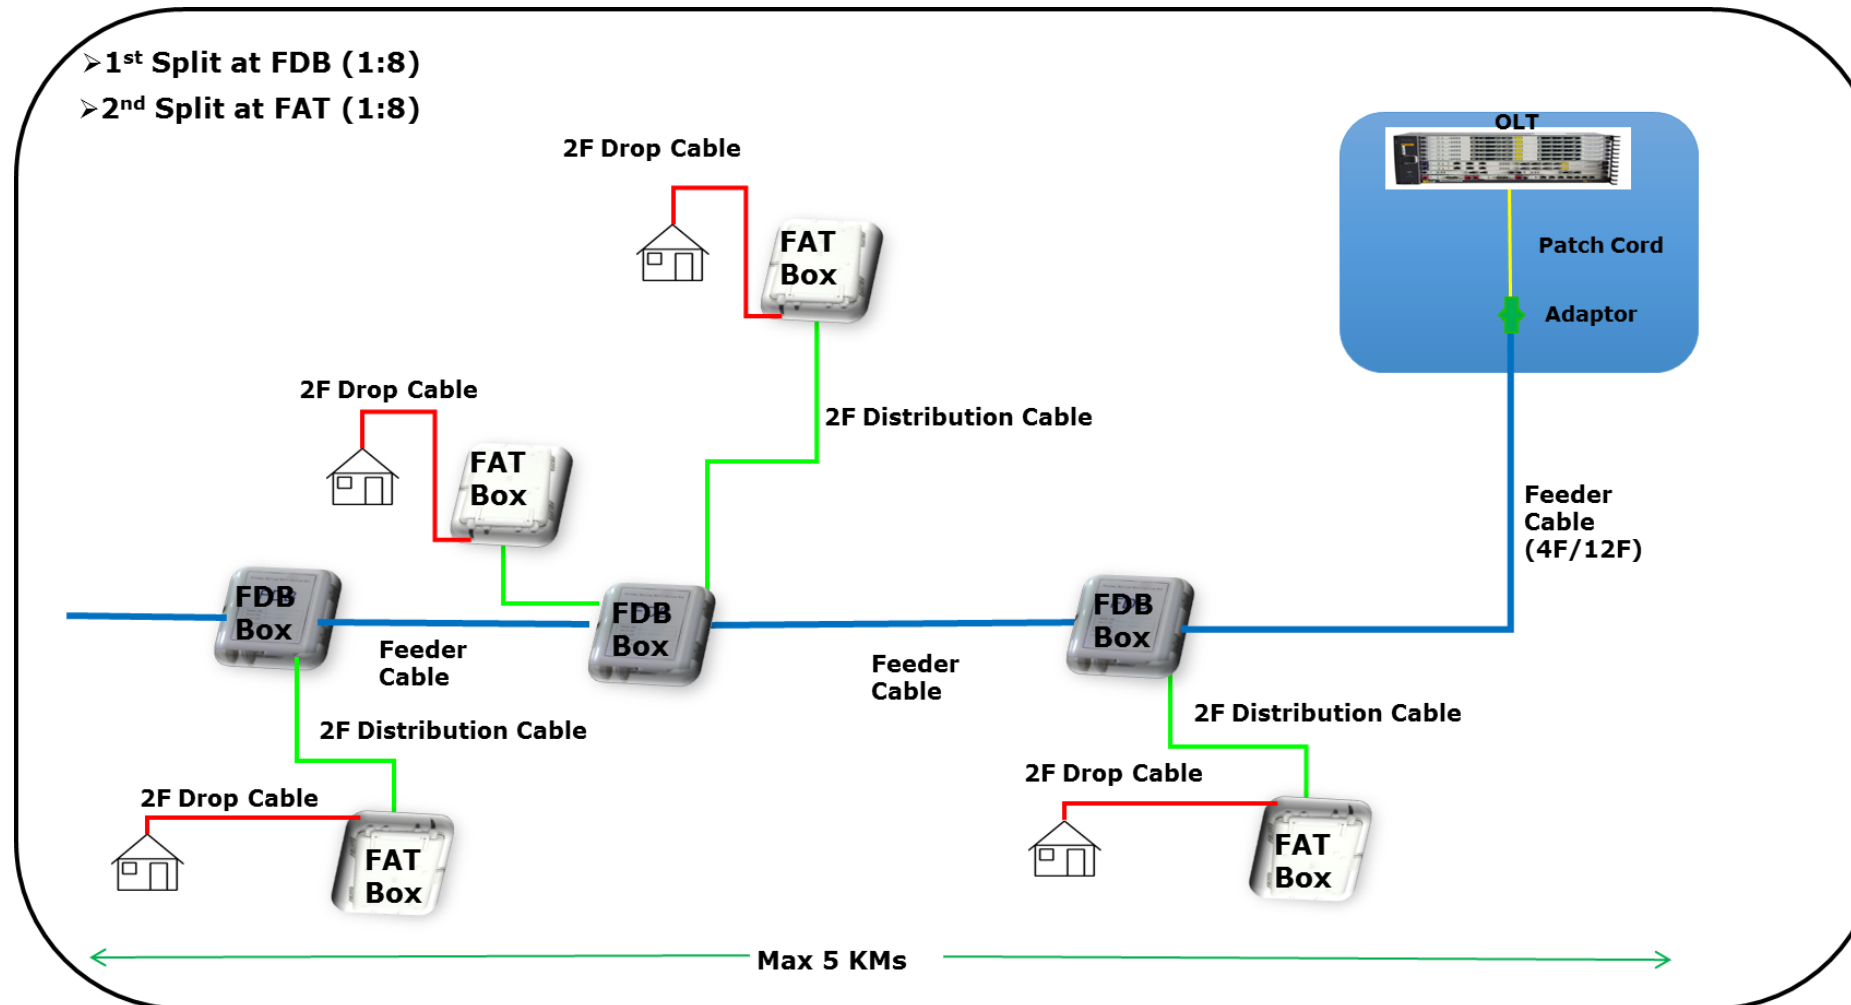 ➢1st Split at FDB (1:8)
➢2nd Split at FAT (1:8)
OLT
2F Drop Cable
FAT
Box
Patch Cord
Adaptor
2F Drop Cable
2F Distribution Cable
FAT
Box
Feeder
Cable
(4F/12F)
FDB
Box
FDB
Box
FDB
Box
Feeder
Cable
Feeder
Cable
2F Distribution Cable
2F Distribution Cable
2F Drop Cable
2F Drop Cable
FAT
Box
FAT
Box
Max 5 KMs